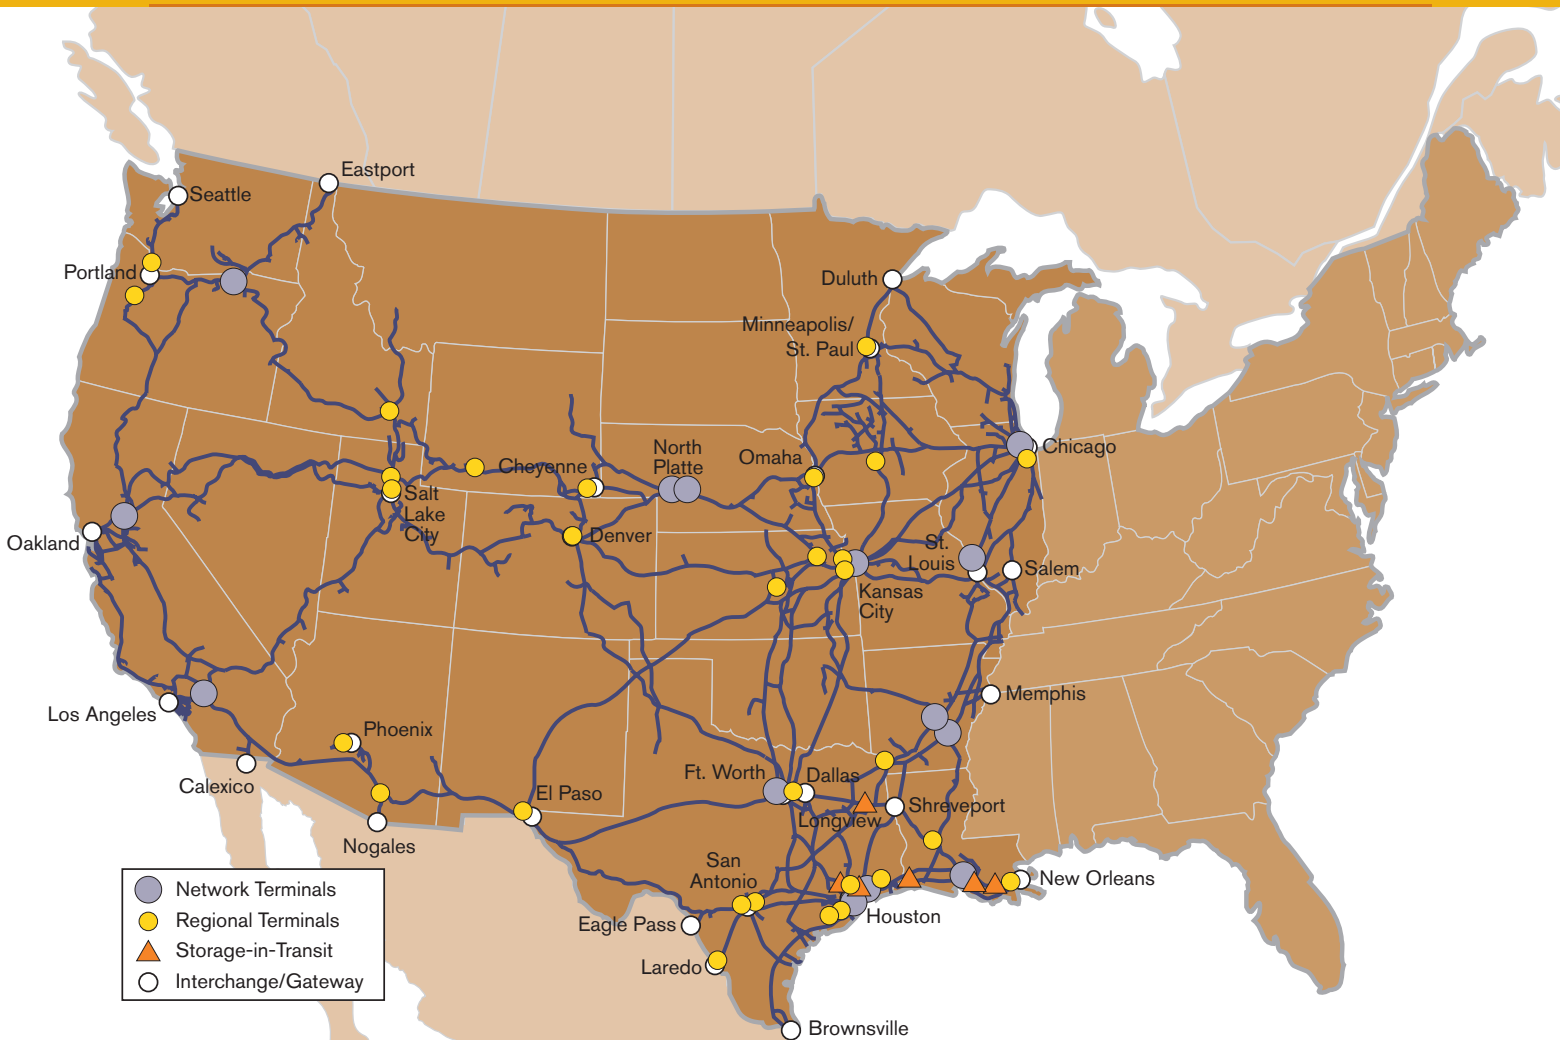 Eastport
Seattle
Portland
Duluth
Minneapolis/
St. Paul
Chicago
North
Platte
Omaha
Cheyenne
Salt
Lake
City
Denver
Oakland
St.
Louis
Salem
Kansas
City
Memphis
Los Angeles
Phoenix
Calexico
Ft. Worth
Dallas
El Paso
Longview
Shreveport
Nogales
San
Antonio
New Orleans
Houston
Eagle Pass
Laredo
Brownsville
Network Terminals
Regional Terminals
Storage-in-Transit
Interchange/Gateway